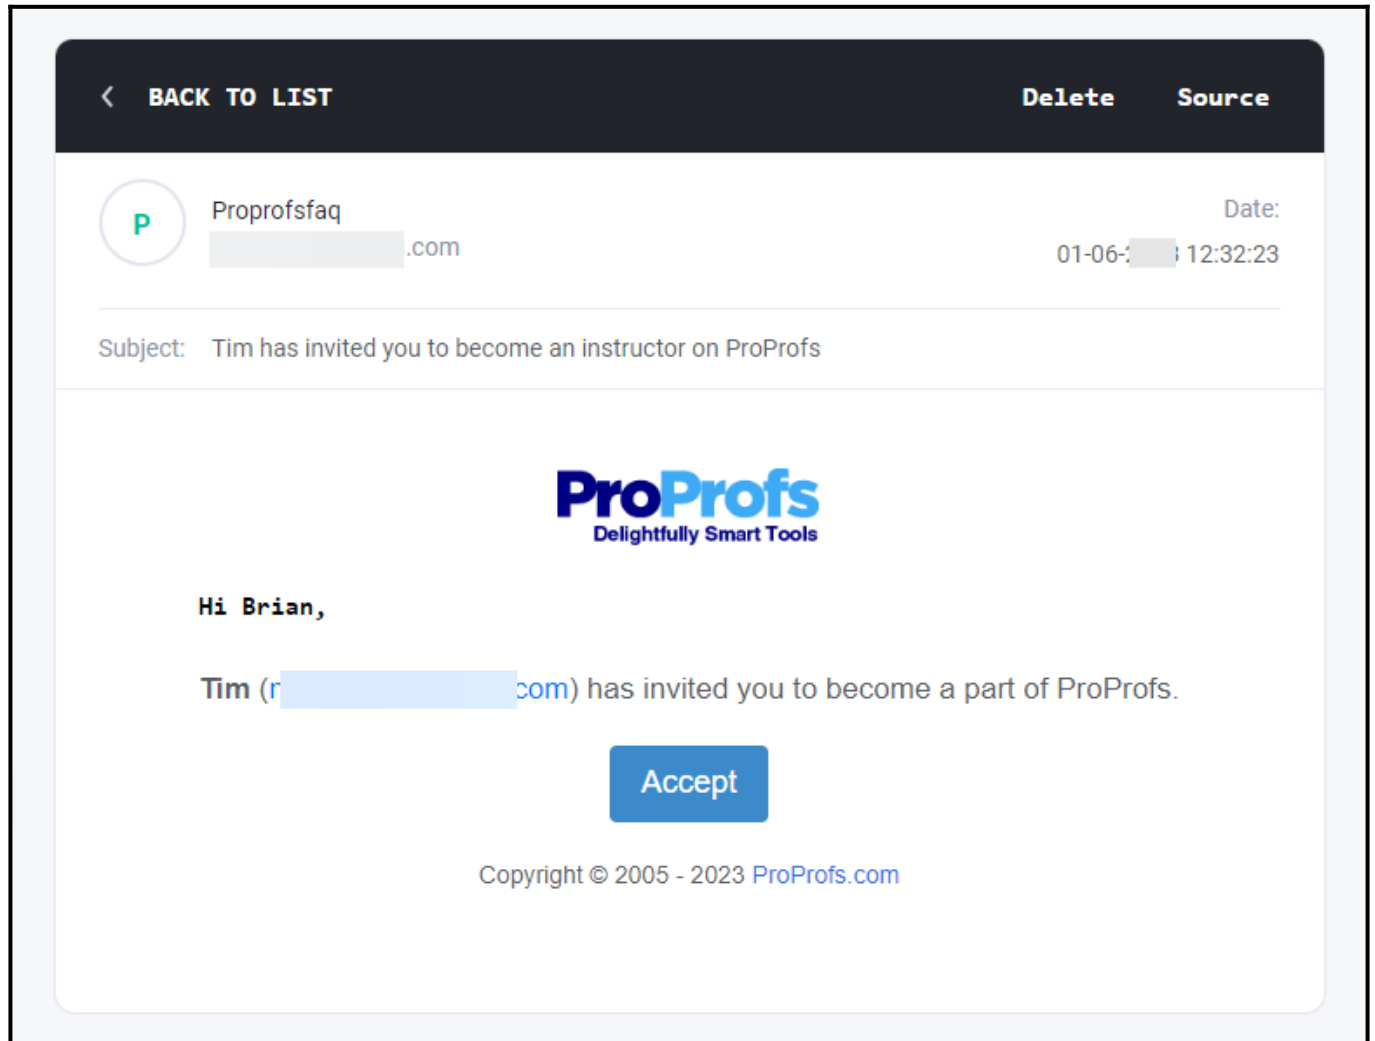 BACK TO LIST
Delete Source
P
Proprofsfaq
.com
Date:
01-06- 12:32:23
Subject: Tim has invited you to become an instructor on ProProfs
ProProfs
Delightfully Smart Tools
Hi Brian,
Tim ( com) has invited you to become a part of ProProfs.
Accept
Copyright © 2005 - 2023 ProProfs.com